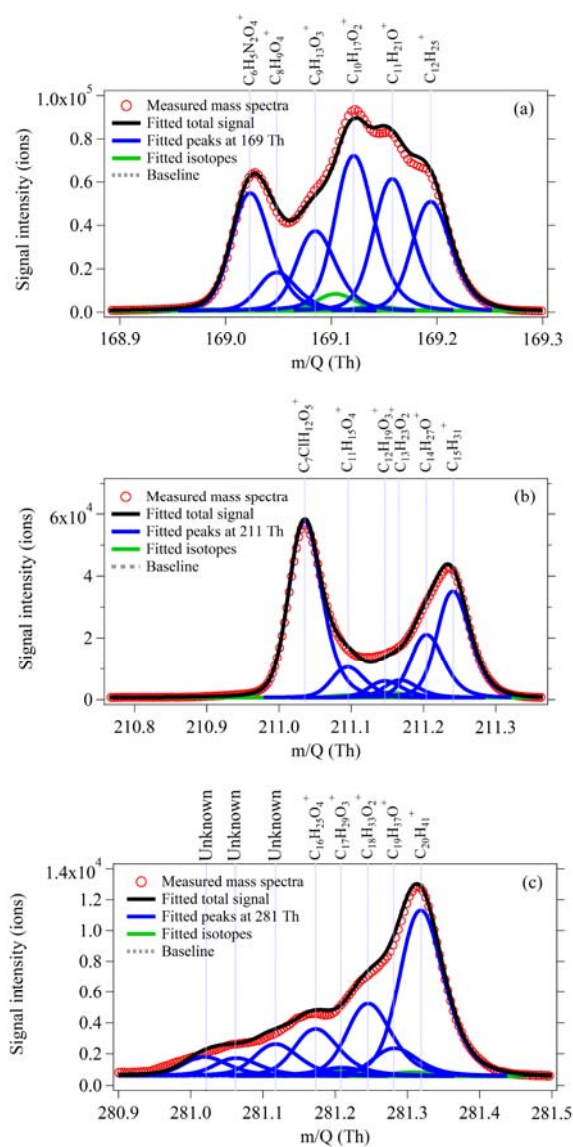 C₆H₅N₂O₄⁺
C₈H₉O₄⁺
C₉H₁₃O₃⁺
C₁₀H₁₇O₂⁺
C₁₁H₂₁O⁺
C₁₂H₂₅⁺
(a)
Measured mass spectra
Fitted total signal
Fitted peaks at 169 Th
Fitted isotopes
Baseline
Signal intensity (ions)
1.0x10⁵
0.8
0.6
0.4
0.2
0.0
168.9 169.0 169.1 169.2 169.3
m/Q (Th)
C₇ClH₁₂O₅⁺
C₁₁H₁₅O₄⁺
C₁₂H₁₉O₃⁺
C₁₃H₂₃O₂⁺
C₁₄H₂₇O⁺
C₁₅H₃₁⁺
(b)
Measured mass spectra
Fitted total signal
Fitted peaks at 211 Th
Fitted isotopes
Baseline
Signal intensity (ions)
6x10⁴
4
2
0
210.8 210.9 211.0 211.1 211.2 211.3
m/Q (Th)
Unknown
Unknown
Unknown
C₁₆H₂₅O₄⁺
C₁₇H₂₉O₃⁺
C₁₈H₃₃O₂⁺
C₁₉H₃₇O⁺
C₂₀H₄₁⁺
(c)
Measured mass spectra
Fitted total signal
Fitted peaks at 281 Th
Fitted isotopes
Baseline
Signal intensity (ions)
1.4x10⁴
1.2
1.0
0.8
0.6
0.4
0.2
0.0
280.9 281.0 281.1 281.2 281.3 281.4 281.5
m/Q (Th)